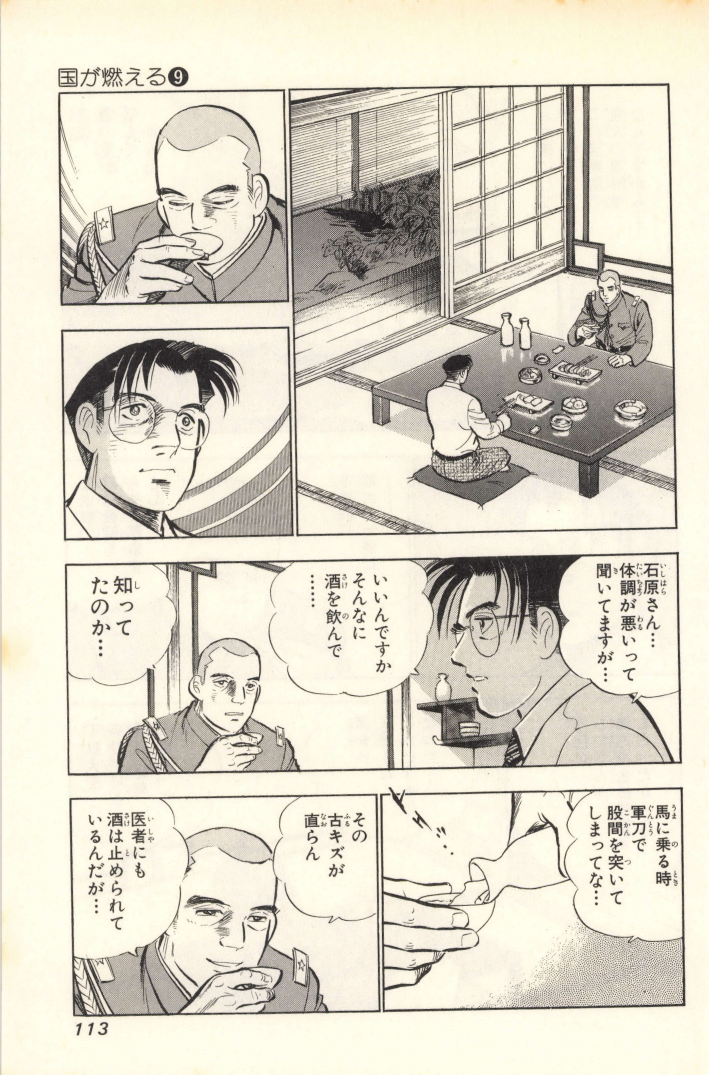 国が燃える❾
石原さん…
体調が悪いって
聞いてますが…
いいんですか
そんなに
酒を飲んで
……
知って
たのか…
馬に乗る時
軍刀で
股間を突いて
しまってな…
その
古キズが
直らん
医者にも
酒は止められて
いるんだが…
113